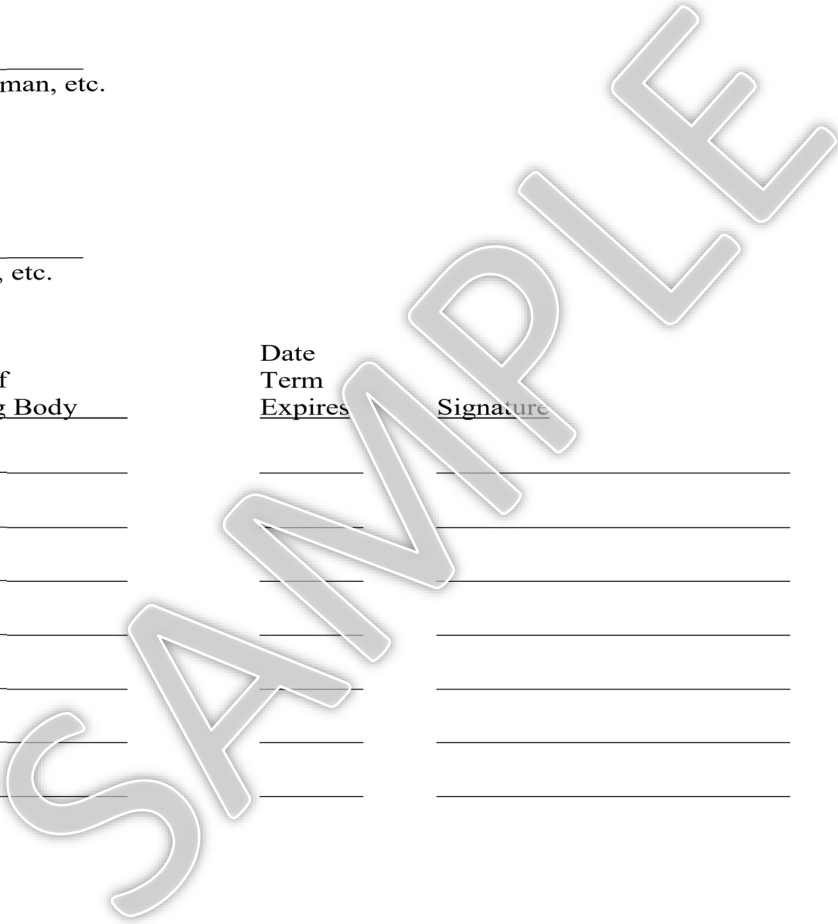 man, etc.
, etc.
Date
f Term
g Body Expires Signature
SAMPLE